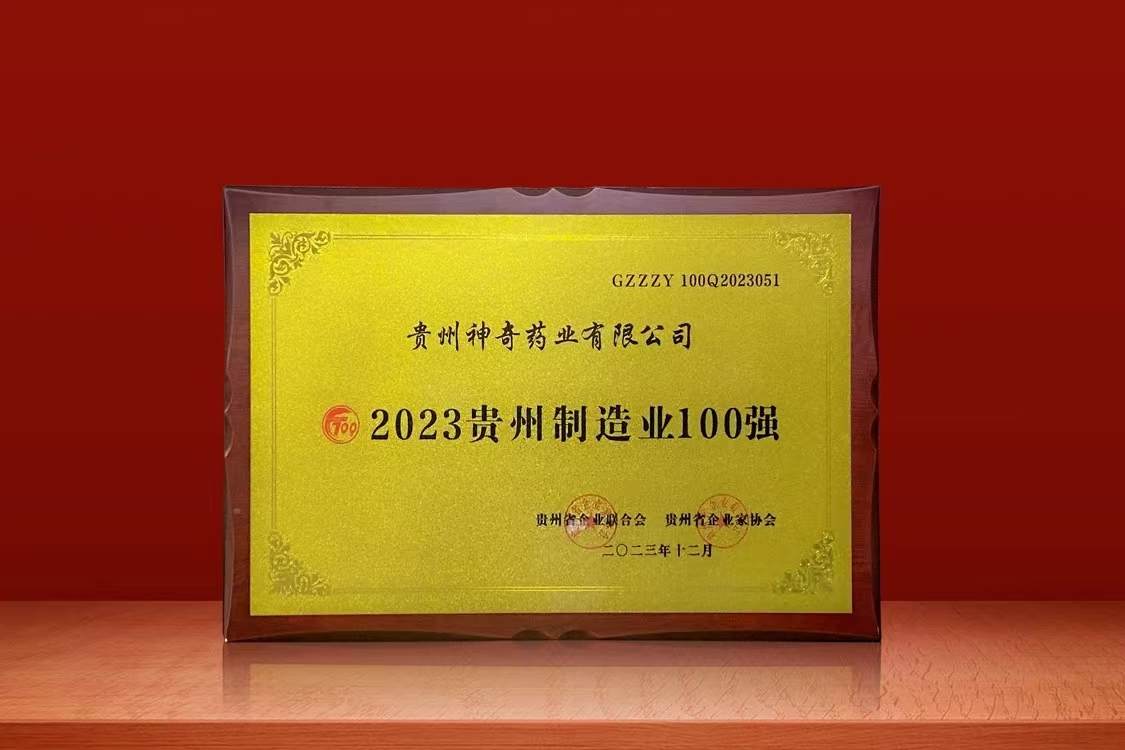 GZZZY 100Q2023051
贵州神奇药业有限公司
100 2023贵州制造业100强
贵州省企业联合会 贵州省企业家协会
二〇二三年十二月